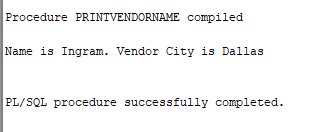 Procedure PRINTVENDORNAME compiled
Name is Ingram. Vendor City is Dallas
PL/SQL procedure successfully completed.